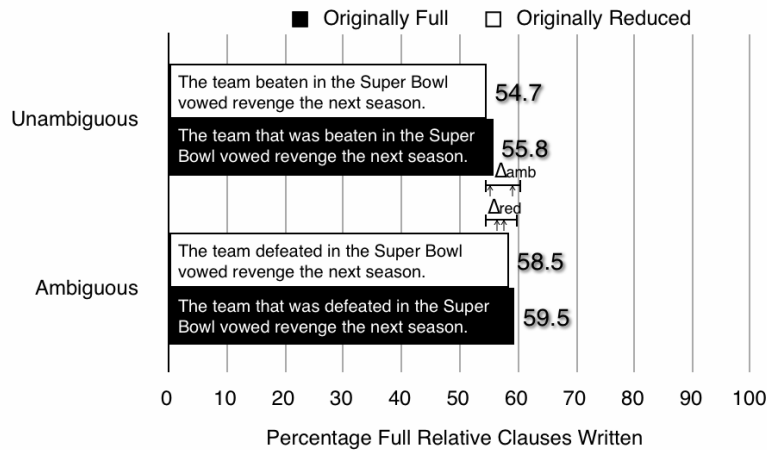 Originally Full Originally Reduced
Unambiguous
The team beaten in the Super Bowl
vowed revenge the next season.
54.7
The team that was beaten in the Super
Bowl vowed revenge the next season.
55.8
Δamb
Δred
Ambiguous
The team defeated in the Super Bowl
vowed revenge the next season.
58.5
The team that was defeated in the Super
Bowl vowed revenge the next season.
59.5
0 10 20 30 40 50 60 70 80 90 100
Percentage Full Relative Clauses Written